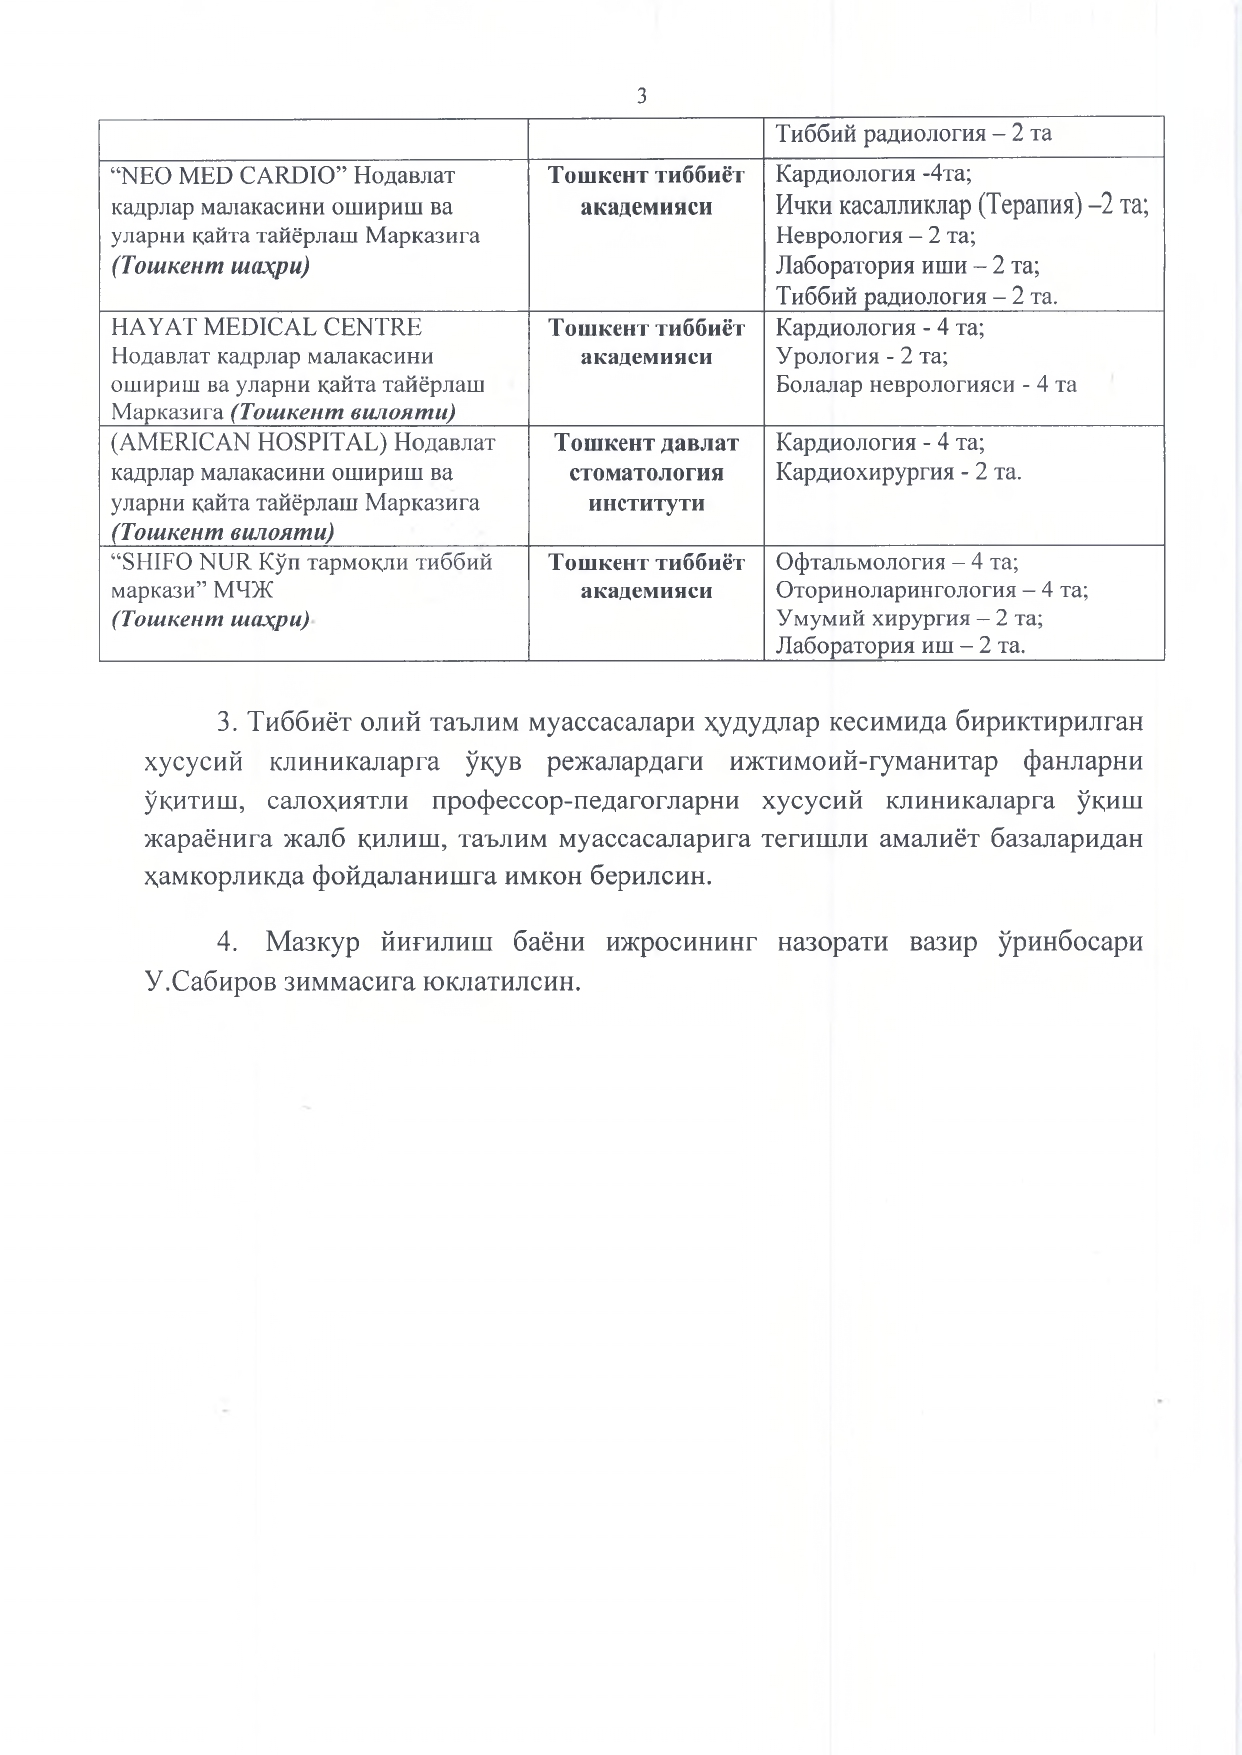 3
Тиббий радиология – 2 та
“NEO MED CARDIO” Нодавлат
кадрлар малакасини ошириш ва
уларни қайта тайёрлаш Марказига
(Тошкент шаҳри)
Тошкент тиббиёт
академияси
Кардиология -4та;
Ички касалликлар (Терапия) –2 та;
Неврология – 2 та;
Лаборатория иши – 2 та;
Тиббий радиология – 2 та.
HAYAT MEDICAL CENTRE
Нодавлат кадрлар малакасини
ошириш ва уларни қайта тайёрлаш
Марказига (Тошкент вилояти)
Тошкент тиббиёт
академияси
Кардиология - 4 та;
Урология - 2 та;
Болалар неврологияси - 4 та
(AMERICAN HOSPITAL) Нодавлат
кадрлар малакасини ошириш ва
уларни қайта тайёрлаш Марказига
(Тошкент вилояти)
Тошкент давлат
стоматология
институти
Кардиология - 4 та;
Кардиохирургия - 2 та.
“SHIFO NUR Кўп тармоқли тиббий
маркази” МЧЖ
(Тошкент шаҳри)
Тошкент тиббиёт
академияси
Офтальмология – 4 та;
Оториноларингология – 4 та;
Умумий хирургия – 2 та;
Лаборатория иш – 2 та.
3. Тиббиёт олий таълим муассасалари ҳудудлар кесимида бириктирилган
хусусий клиникаларга ўқув режалардаги ижтимоий-гуманитар фанларни
ўқитиш, салоҳиятли профессор-педагогларни хусусий клиникаларга ўқиш
жараёнига жалб қилиш, таълим муассасаларига тегишли амалиёт базаларидан
ҳамкорликда фойдаланишга имкон берилсин.
4. Мазкур йиғилиш баёни ижросининг назорати вазир ўринбосари
У.Сабиров зиммасига юклатилсин.